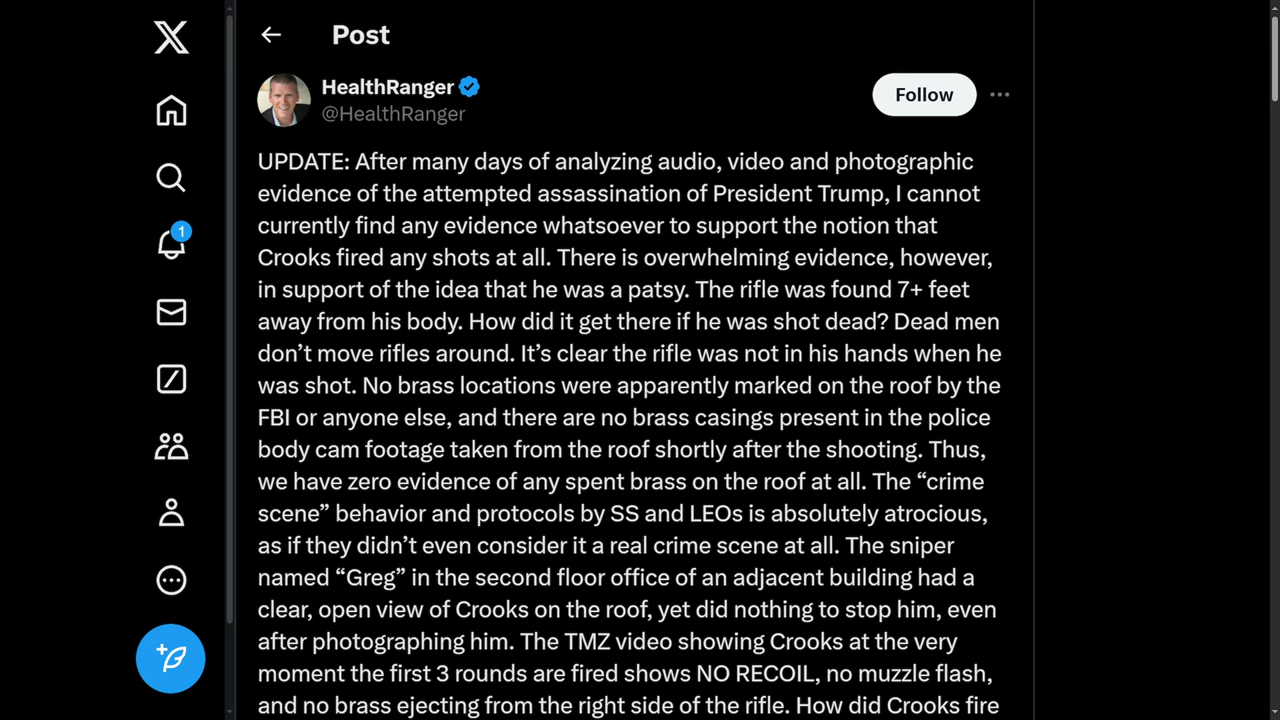 Post
HealthRanger
@HealthRanger
Follow
1
UPDATE: After many days of analyzing audio, video and photographic
evidence of the attempted assassination of President Trump, I cannot
currently find any evidence whatsoever to support the notion that
Crooks fired any shots at all. There is overwhelming evidence, however,
in support of the idea that he was a patsy. The rifle was found 7+ feet
away from his body. How did it get there if he was shot dead? Dead men
don’t move rifles around. It’s clear the rifle was not in his hands when he
was shot. No brass locations were apparently marked on the roof by the
FBI or anyone else, and there are no brass casings present in the police
body cam footage taken from the roof shortly after the shooting. Thus,
we have zero evidence of any spent brass on the roof at all. The “crime
scene” behavior and protocols by SS and LEOs is absolutely atrocious,
as if they didn’t even consider it a real crime scene at all. The sniper
named “Greg” in the second floor office of an adjacent building had a
clear, open view of Crooks on the roof, yet did nothing to stop him, even
after photographing him. The TMZ video showing Crooks at the very
moment the first 3 rounds are fired shows NO RECOIL, no muzzle flash,
and no brass ejecting from the right side of the rifle. How did Crooks fire